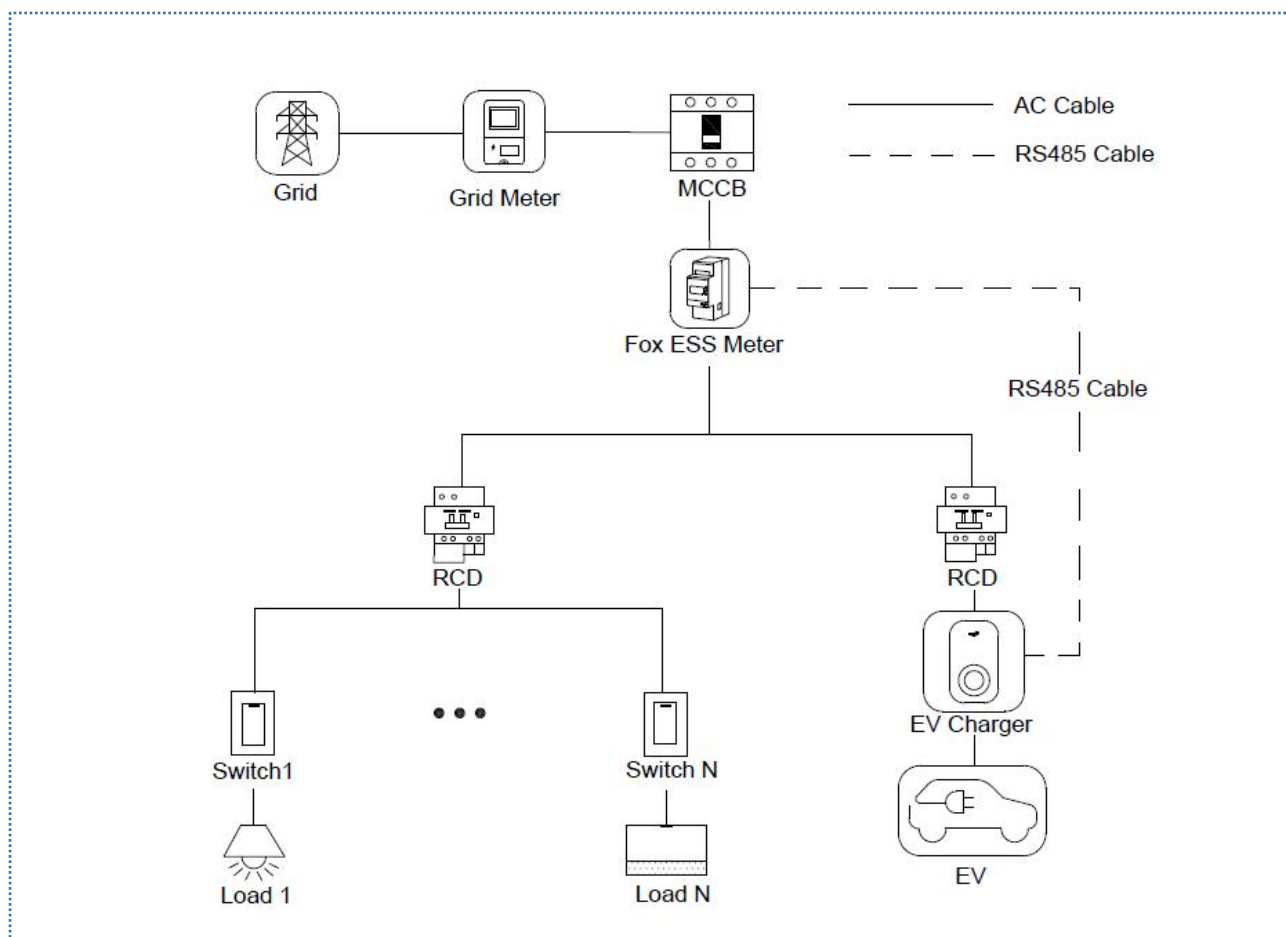 AC Cable
RS485 Cable
Grid
Grid Meter
MCCB
Fox ESS Meter
RS485 Cable
RCD
RCD
EV Charger
Switch1
Switch N
Load 1
Load N
EV